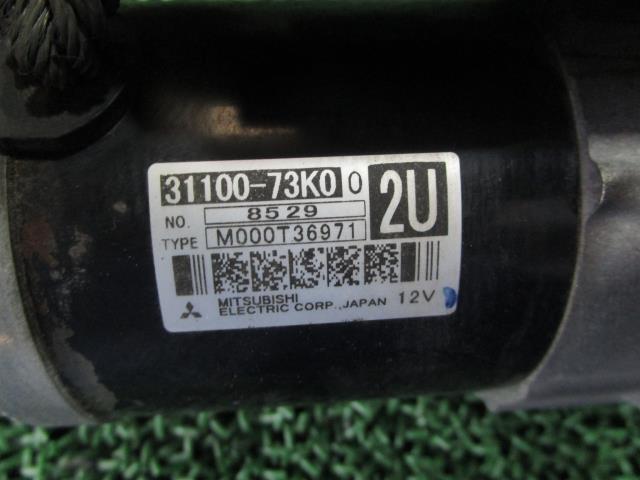 31100-73K0 0
2U
NO. 8529
TYPE M000T36971
MITSUBISHI
ELECTRIC CORP., JAPAN 12V